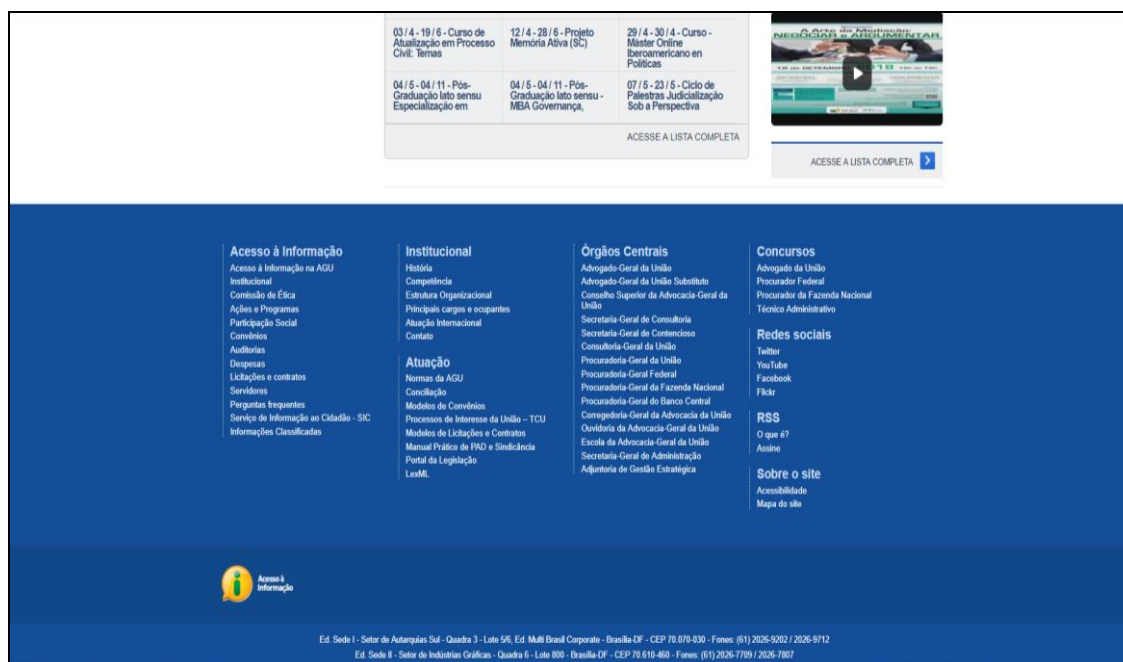 03 / 4 - 19 / 6 - Curso de
Atualização em Processo
Civil: Temas
12 / 4 - 28 / 6 - Projeto
Memória Ativa (SC)
29 / 4 - 30 / 4 - Curso -
Máster Online
Iberoamericano en
Políticas
04 / 5 - 04 / 11 - Pós-
Graduação lato sensu
Especialização em
04 / 5 - 04 / 11 - Pós-
Graduação lato sensu -
MBA Governança,
07 / 5 - 23 / 5 - Ciclo de
Palestras Judicialização
Sob a Perspectiva
ACESSE A LISTA COMPLETA
A Arte da Mediação:
NEGOCIAR e ARGUMENTAR
18 de SETEMBRO 2018
ACESSE A LISTA COMPLETA
Acesso à Informação
Acesso à Informação na AGU
Institucional
Comissão de Ética
Ações e Programas
Participação Social
Convênios
Auditorias
Despesas
Licitações e contratos
Servidores
Perguntas frequentes
Serviço de Informação ao Cidadão - SIC
Informações Classificadas
Institucional
História
Competência
Estrutura Organizacional
Principais cargos e ocupantes
Atuação Internacional
Contato
Atuação
Normas da AGU
Conciliação
Modelos de Convênios
Processos de Interesse da União – TCU
Modelos de Licitações e Contratos
Manual Prático de PAD e Sindicância
Portal da Legislação
LexML
Órgãos Centrais
Advogado-Geral da União
Advogado-Geral da União Substituto
Conselho Superior da Advocacia-Geral da
União
Secretaria-Geral de Consultoria
Secretaria-Geral de Contencioso
Consultoria-Geral da União
Procuradoria-Geral da União
Procuradoria-Geral Federal
Procuradoria-Geral da Fazenda Nacional
Procuradoria-Geral do Banco Central
Corregedoria-Geral da Advocacia da União
Ouvidoria da Advocacia-Geral da União
Escola da Advocacia-Geral da União
Secretaria-Geral de Administração
Adjuntoria de Gestão Estratégica
Concursos
Advogado da União
Procurador Federal
Procurador da Fazenda Nacional
Técnico Administrativo
Redes sociais
Twitter
YouTube
Facebook
Flickr
RSS
O que é?
Assine
Sobre o site
Acessibilidade
Mapa do site
Acesso à
Informação
Ed. Sede I - Setor de Autarquias Sul - Quadra 3 - Lote 5/6, Ed. Multi Brasil Corporate - Brasília-DF - CEP 70.070-030 - Fones: (61) 2026-9202 / 2026-9712
Ed. Sede II - Setor de Indústrias Gráficas - Quadra 6 - Lote 800 - Brasília-DF - CEP 70.610-460 - Fones: (61) 2026-7709 / 2026-7807